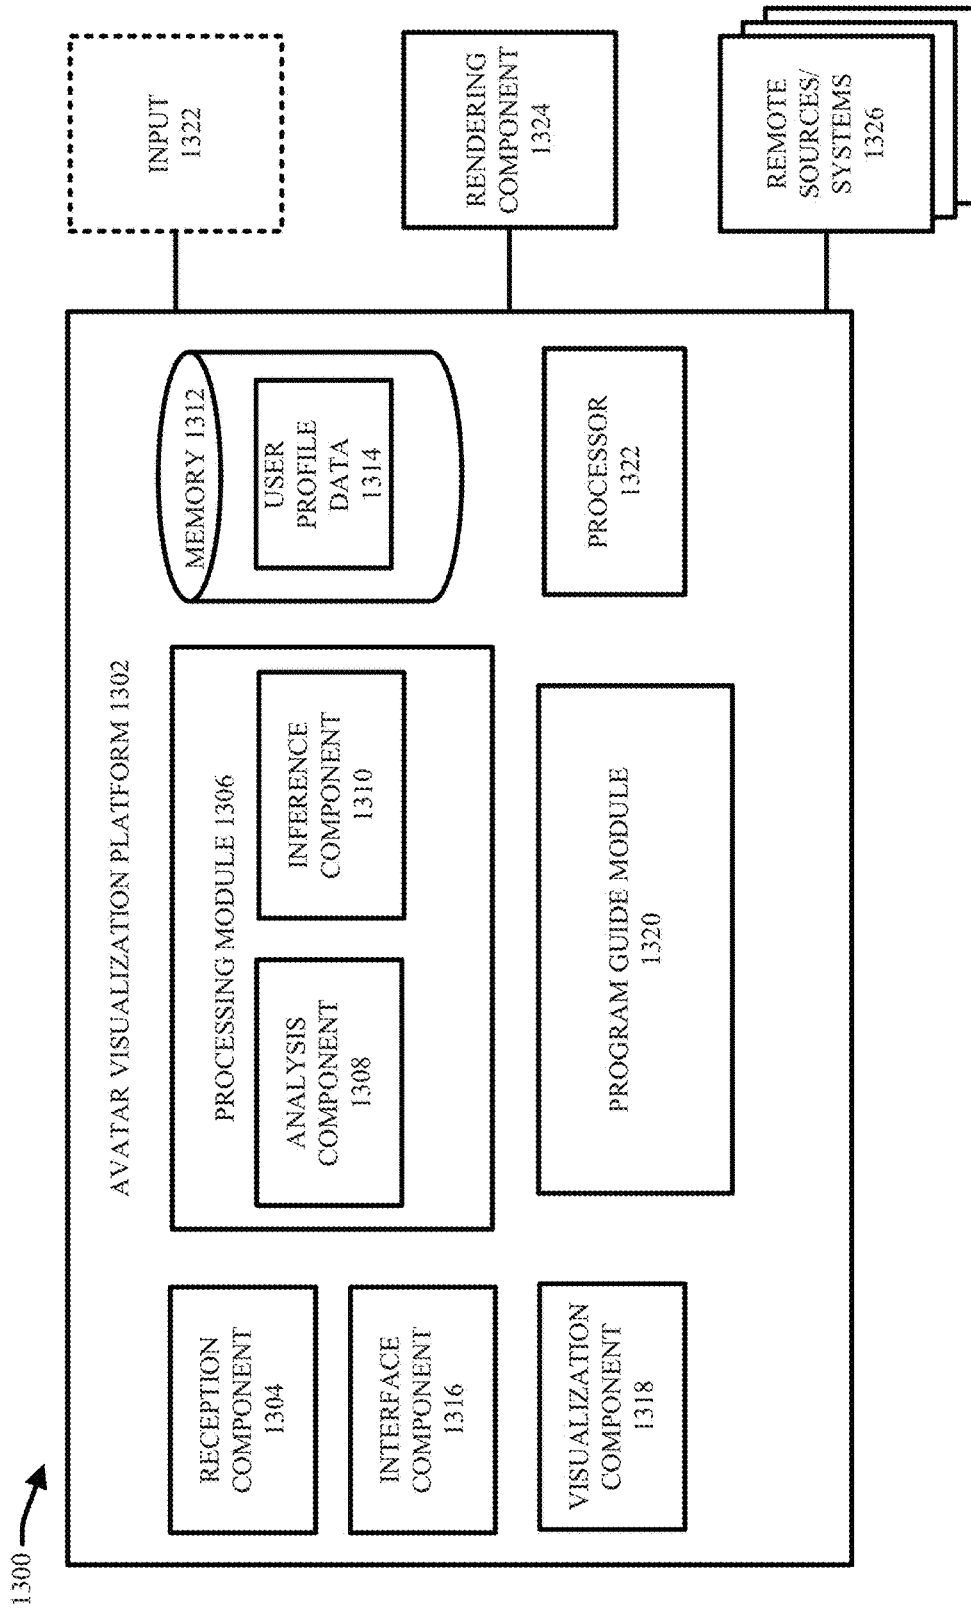 1300
AVATAR VISUALIZATION PLATFORM 1302
RECEPTION
COMPONENT
1304
INTERFACE
COMPONENT
1316
VISUALIZATION
COMPONENT
1318
PROCESSING MODULE 1306
ANALYSIS
COMPONENT
1308
INFERENCE
COMPONENT
1310
PROGRAM GUIDE MODULE
1320
MEMORY 1312
USER
PROFILE
DATA
1314
PROCESSOR
1322
INPUT
1322
RENDERING
COMPONENT
1324
REMOTE
SOURCES/
SYSTEMS
1326